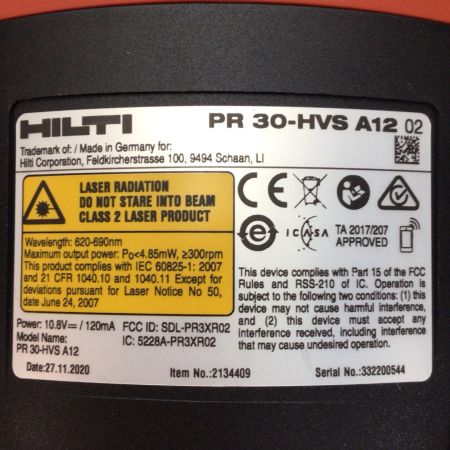 HILTI PR 30-HVS A12 02
Trademark of: / Made in Germany for:
Hilti Corporation, Feldkircherstrasse 100, 9494 Schaan, LI
LASER RADIATION
DO NOT STARE INTO BEAM
CLASS 2 LASER PRODUCT
Wavelength: 620-690nm
Maximum output power: P₀<4.85mW, ≥300rpm
This product complies with IEC 60825-1: 2007
and 21 CFR 1040.10 and 1040.11 Except for
deviations pursuant for Laser Notice No 50,
date June 24, 2007
CE
e
ICASA
TA 2017/207
APPROVED
This device complies with Part 15 of the FCC
Rules and RSS-210 of IC. Operation is
subject to the following two conditions: (1) this
device may not cause harmful interference,
and (2) this device must accept any
interference received, including interference
that may cause undesired operation.
Power: 10.8V⎓ / 120mA FCC ID: SDL-PR3XR02
Model Name: IC: 5228A-PR3XR02
PR 30-HVS A12
Date:27.11.2020 Item No.:2134409 Serial No.:332200544